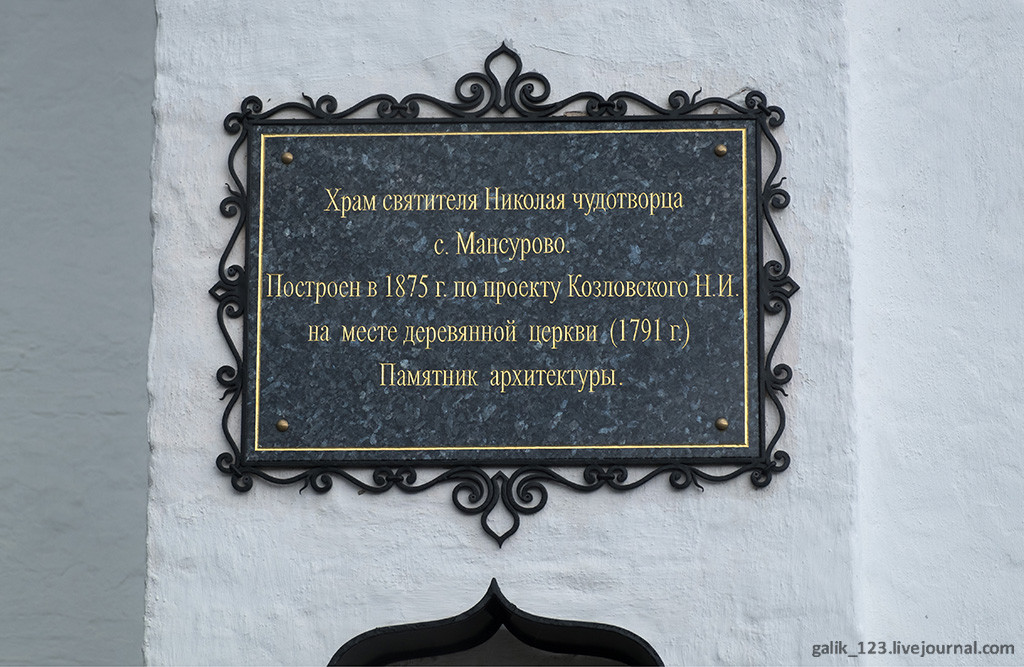 Храм святителя Николая чудотворца
с. Мансурово.
Построен в 1875 г. по проекту Козловского Н.И.
на месте деревянной церкви (1791 г.)
Памятник архитектуры.
galik_123.livejournal.com